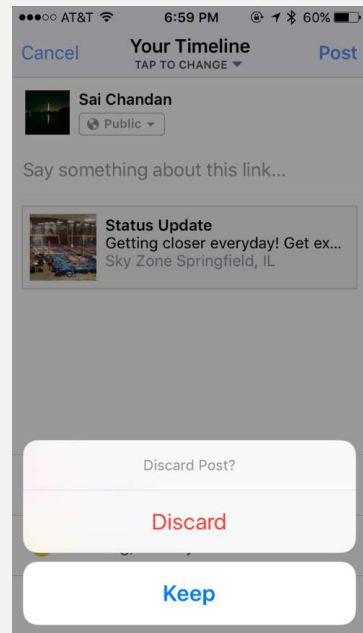 AT&T 6:59 PM 60%
Cancel Your Timeline Post
TAP TO CHANGE
Sai Chandan
Public
Say something about this link...
Status Update
Getting closer everyday! Get ex...
Sky Zone Springfield, IL
Discard Post?
Discard
Keep